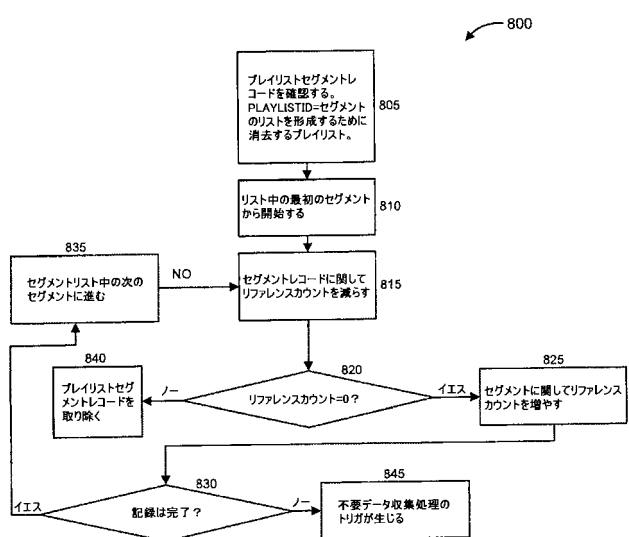 800
プレイリストセグメントレ
コードを確認する。
PLAYLISTID=セグメント
のリストを形成するために
消去するプレイリスト。
805
リスト中の最初のセグメント
から開始する
810
835
セグメントリスト中の次の
セグメントに進む
NO
セグメントレコードに関して
リファレンスカウントを減らす
815
840
プレイリストセグ
メントレコードを
取り除く
ノー
820
リファレンスカウント=0？
イエス
825
セグメントに関してリファレンス
カウントを増やす
イエス
830
記録は完了？
ノー
845
不要データ収集処理の
トリガが生じる